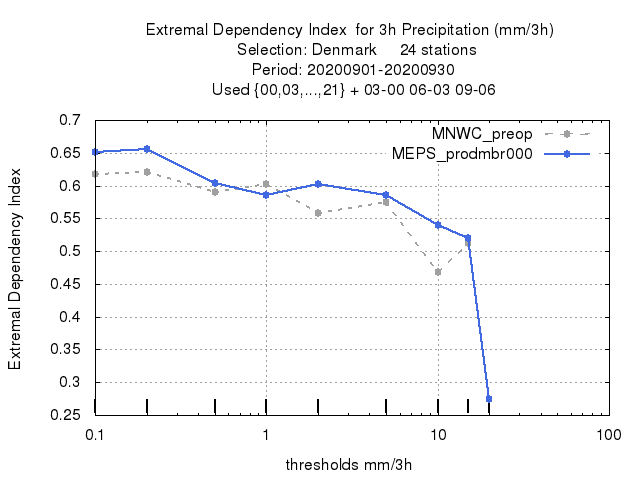 Extremal Dependency Index for 3h Precipitation (mm/3h)
Selection: Denmark 24 stations
Period: 20200901-20200930
Used {00,03,...,21} + 03-00 06-03 09-06
MNWC_preop
MEPS_prodmbr000
Extremal Dependency Index
0.7
0.65
0.6
0.55
0.5
0.45
0.4
0.35
0.3
0.25
0.1 1 10 100
thresholds mm/3h